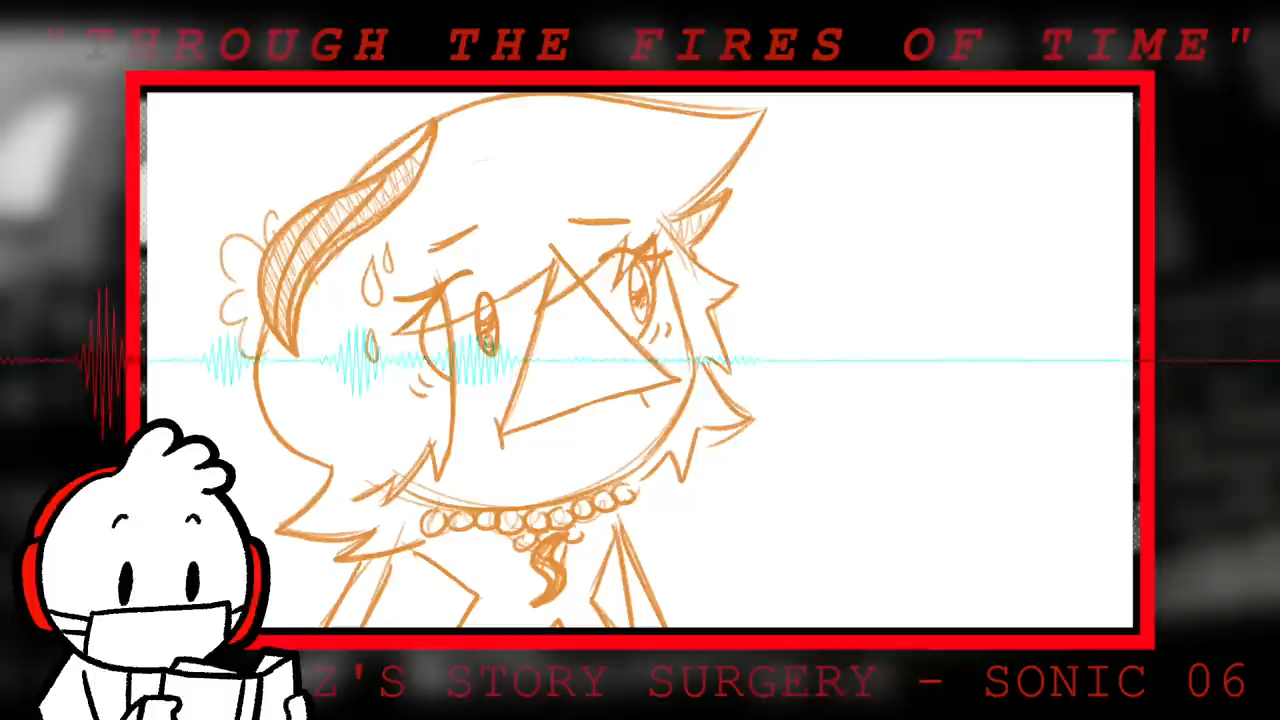 "THROUGH THE FIRES OF TIME"
Z'S STORY SURGERY - SONIC 06